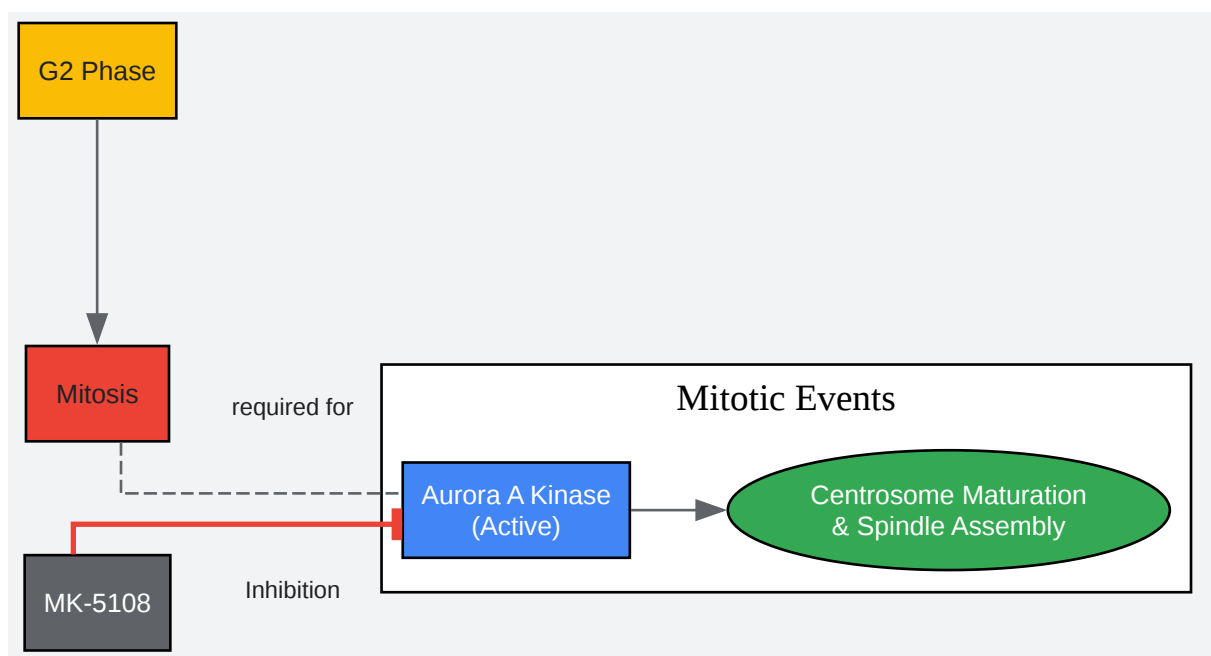 G2 Phase
Mitosis
required for
Mitotic Events
Aurora A Kinase
(Active)
Centrosome Maturation
& Spindle Assembly
MK-5108
Inhibition